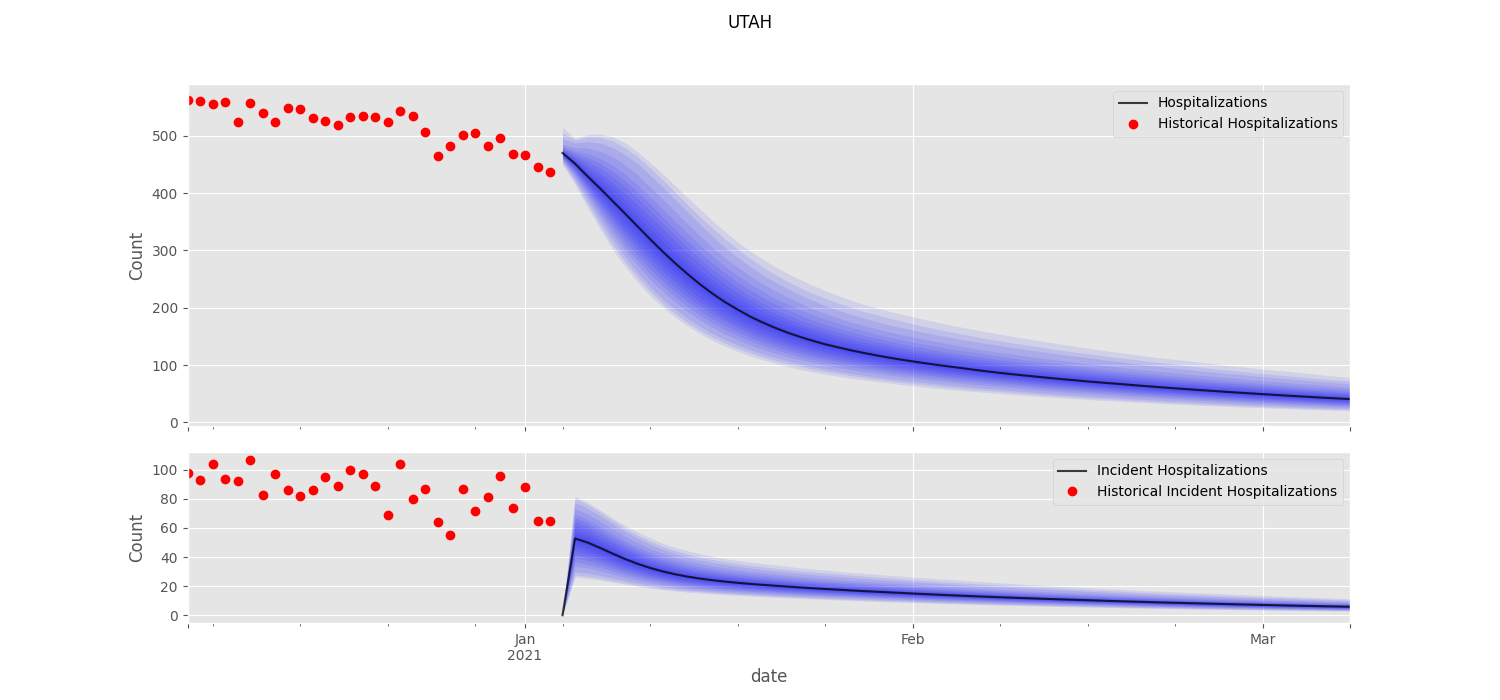 UTAH
Hospitalizations
Historical Hospitalizations
500
400
300
200
100
0
Count
Incident Hospitalizations
Historical Incident Hospitalizations
100
80
60
40
20
0
Count
Jan
2021
Feb
Mar
date